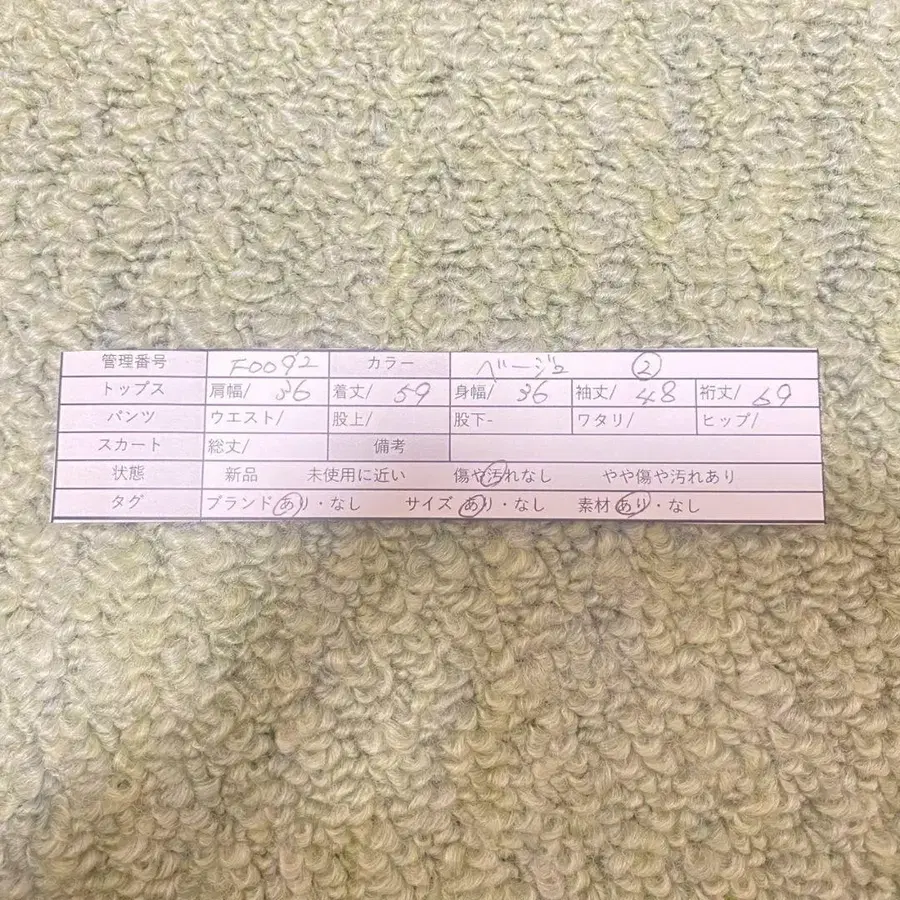 管理番号 F0092 カラー ベージュ ②
トップス 肩幅/ 36 着丈/ 59 身幅/ 36 袖丈/ 48 裄丈/ 69
パンツ ウエスト/ 股上/ 股下- ワタリ/ ヒップ/
スカート 総丈/ 備考
状態 新品 未使用に近い 傷や汚れなし やや傷や汚れあり
タグ ブランドあり・なし サイズ あり・なし 素材あり・なし